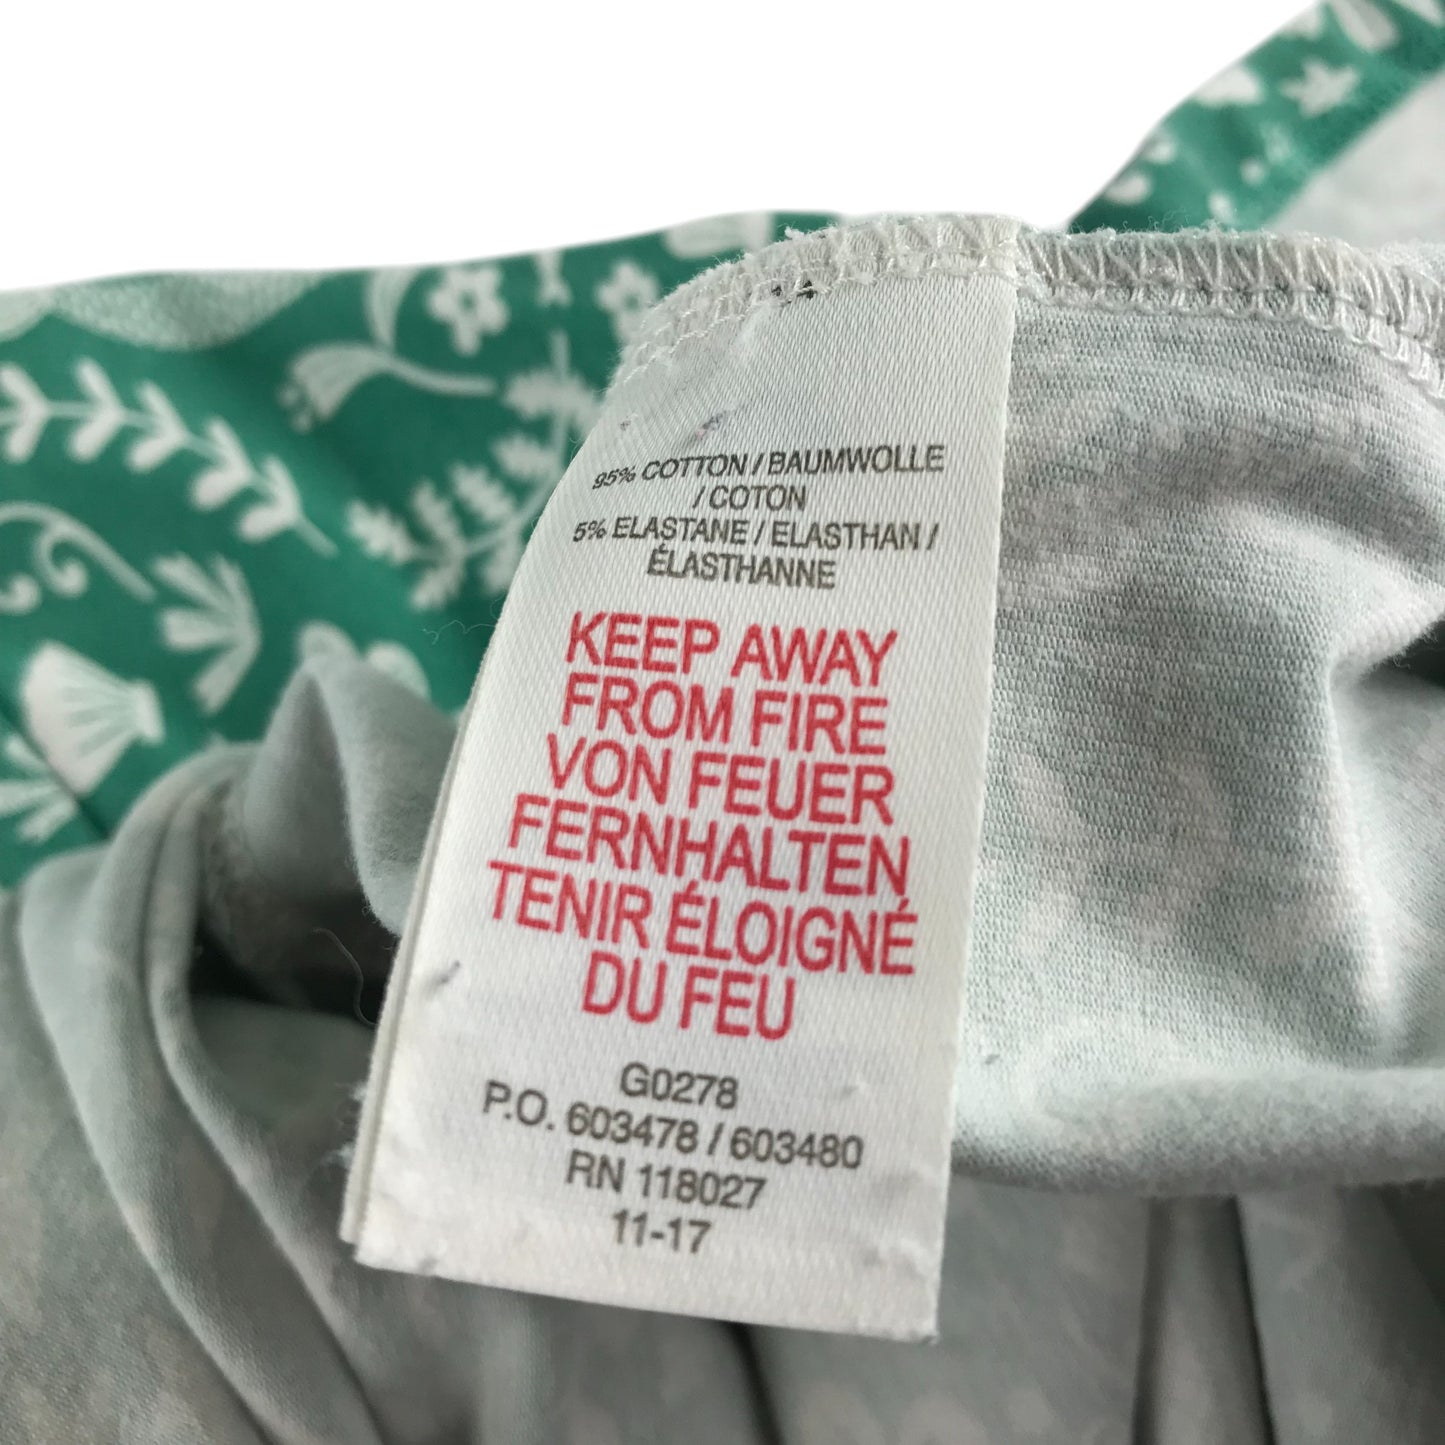 95% COTTON / BAUMWOLLE
/ COTON
5% ELASTANE / ELASTHAN /
ÉLASTHANNE
KEEP AWAY
FROM FIRE
VON FEUER
FERNHALTEN
TENIR ÉLOIGNÉ
DU FEU
G0278
P.O. 603478 / 603480
RN 118027
11-17